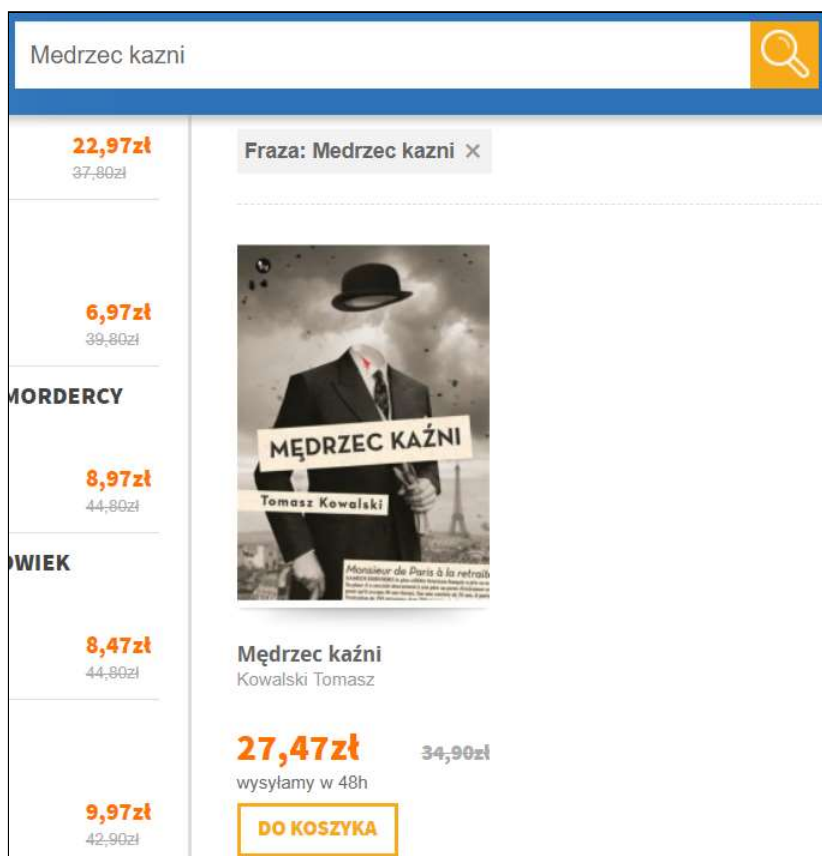 Medrzec kazni
22,97zł
37,80zł
6,97zł
39,80zł
MORDERCY
8,97zł
44,80zł
OWIEK
8,47zł
44,80zł
9,97zł
42,90zł
Fraza: Medrzec kazni ×
MĘDRZEC KAŹNI
Tomasz Kowalski
Monsieur de Paris à la retraite
Mędrzec kaźni
Kowalski Tomasz
27,47zł 34,90zł
wysyłamy w 48h
DO KOSZYKA